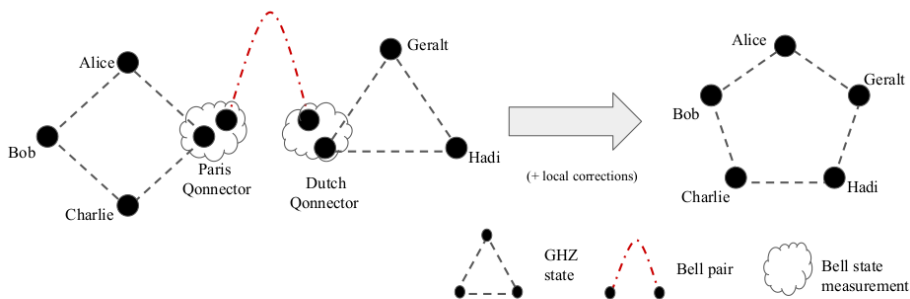 Alice
Bob
Charlie
Paris
Qonnector
Dutch
Qonnector
Geralt
Hadi
(+ local corrections)
Alice
Bob
Geralt
Charlie
Hadi
GHZ
state
Bell pair
Bell state
measurement